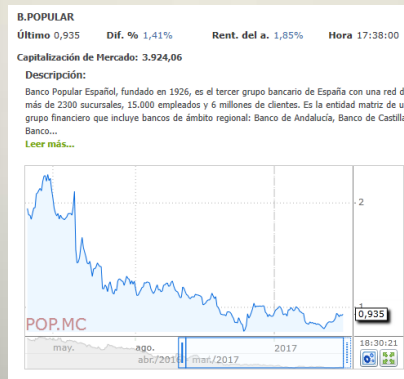 B.POPULAR
Último 0,935 Dif. % 1,41% Rent. del a. 1,85% Hora 17:38:00
Capitalización de Mercado: 3.924,06
Descripción:
Banco Popular Español, fundado en 1926, es el tercer grupo bancario de España con una red d
más de 2300 sucursales, 15.000 empleados y 6 millones de clientes. Es la entidad matriz de u
grupo financiero que incluye bancos de ámbito regional: Banco de Andalucía, Banco de Castilla
Banco...
Leer más...
2
1
0,935
POP.MC
18:30:21
may. ago. 2017
abr./2016 mar./2017